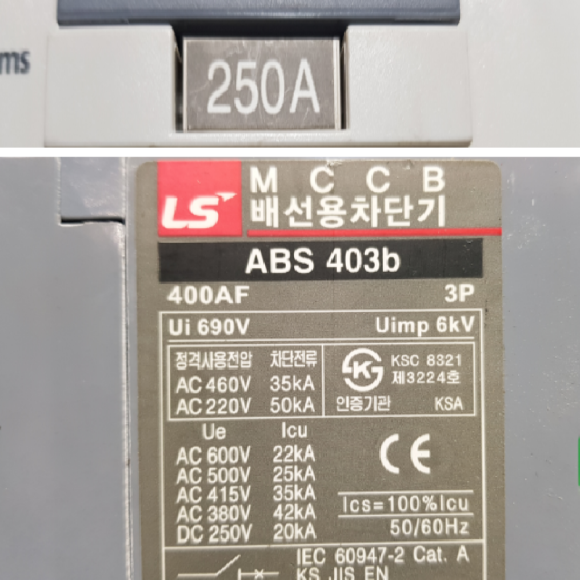 ms
250A
LS
M C C B
배선용차단기
ABS 403b
400AF 3P
Ui 690V Uimp 6kV
정격사용전압 차단전류
AC 460V 35kA
AC 220V 50kA
KSC 8321
제3224호
인증기관 KSA
Ue Icu
AC 600V 22kA
AC 500V 25kA
AC 415V 35kA
AC 380V 42kA
DC 250V 20kA
CE
Ics=100%Icu
50/60Hz
IEC 60947-2 Cat. A
KS JIS EN